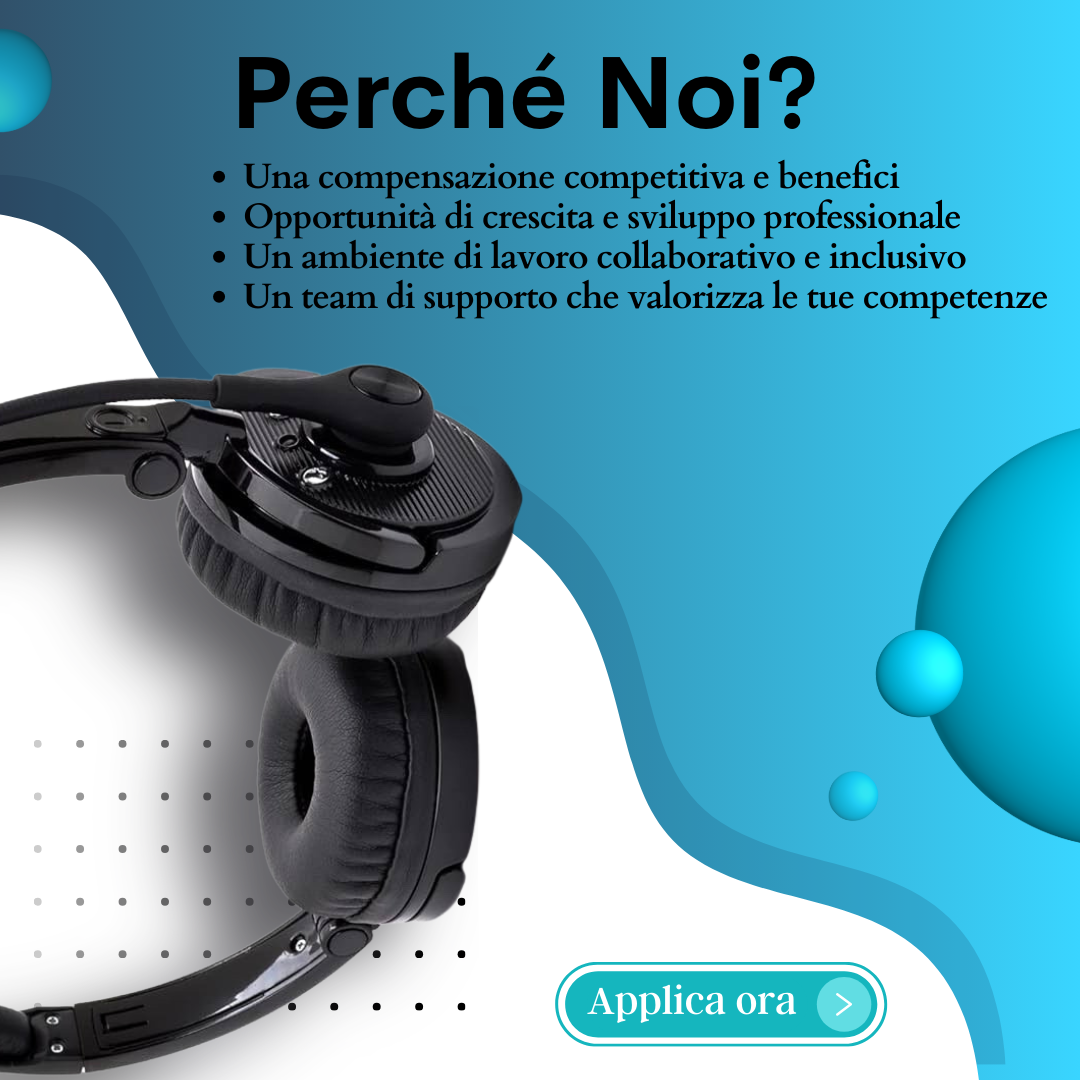 Perché Noi?
• Una compensazione competitiva e benefici
• Opportunità di crescita e sviluppo professionale
• Un ambiente di lavoro collaborativo e inclusivo
• Un team di supporto che valorizza le tue competenze
Applica ora